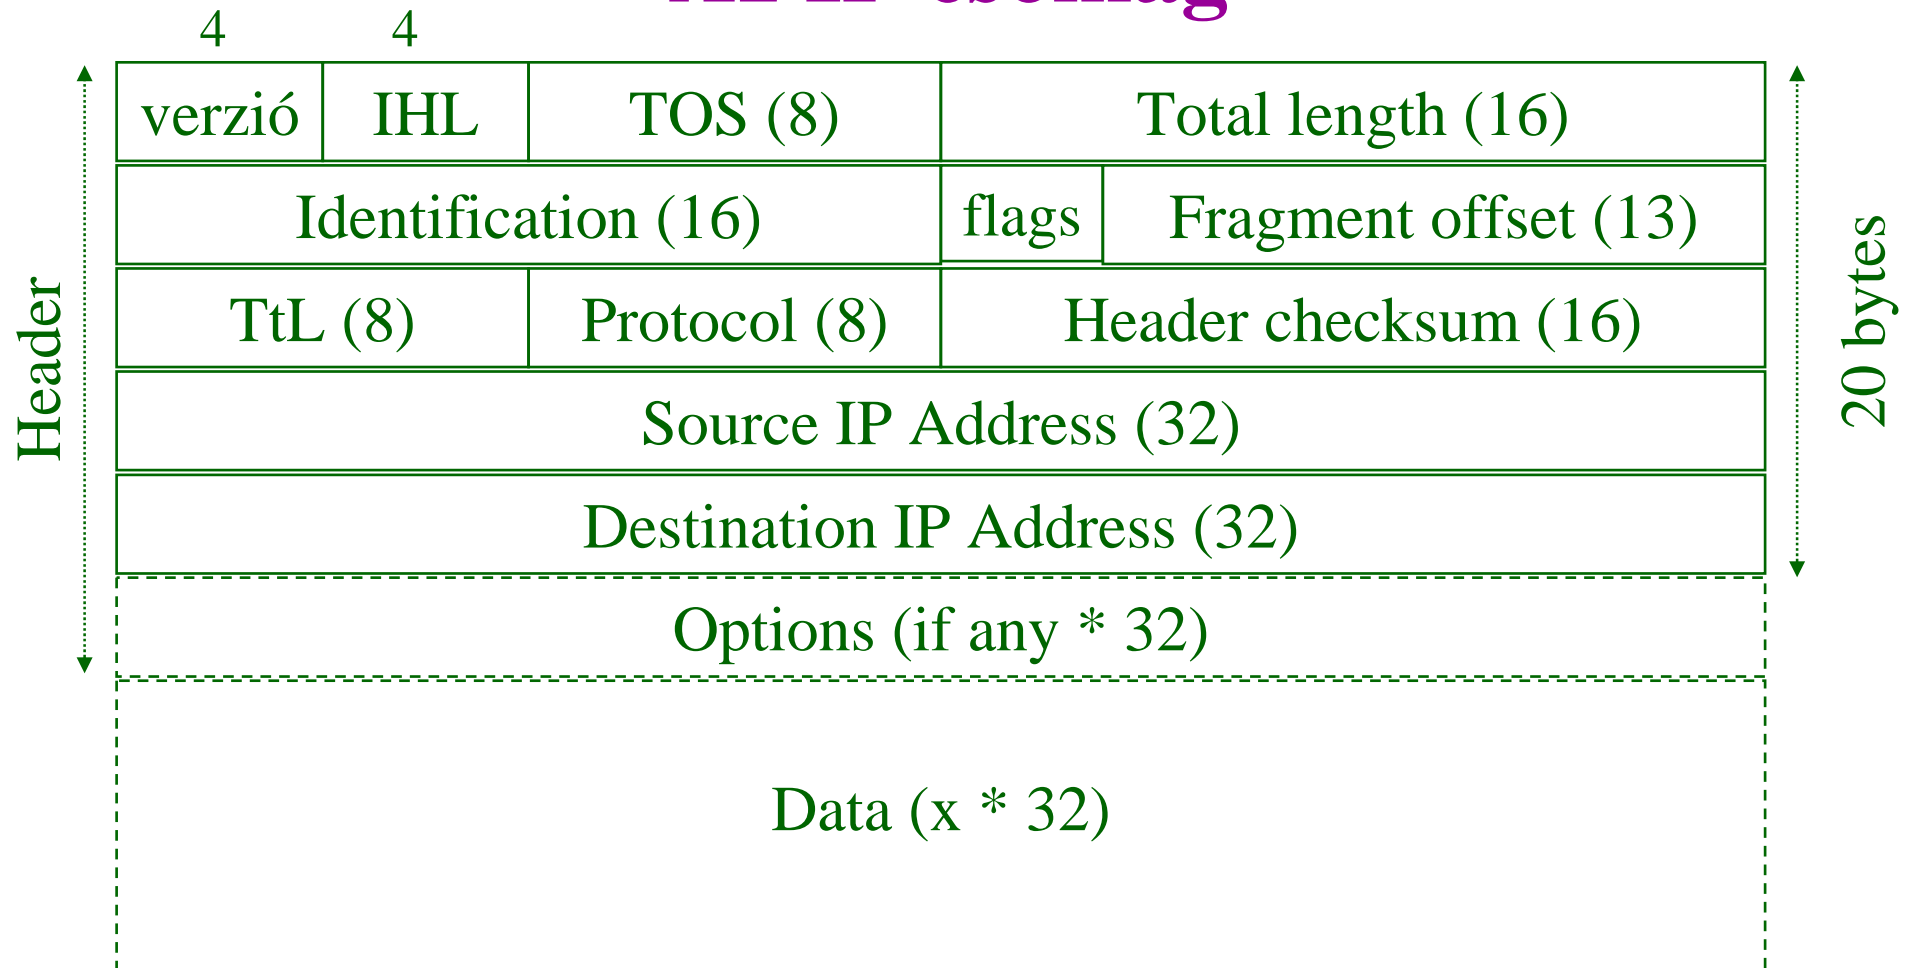 csomag
4 4
verzió IHL TOS (8) Total length (16)
Identification (16) flags Fragment offset (13)
TtL (8) Protocol (8) Header checksum (16)
Source IP Address (32)
Destination IP Address (32)
Options (if any * 32)
Data (x * 32)
Header
20 bytes